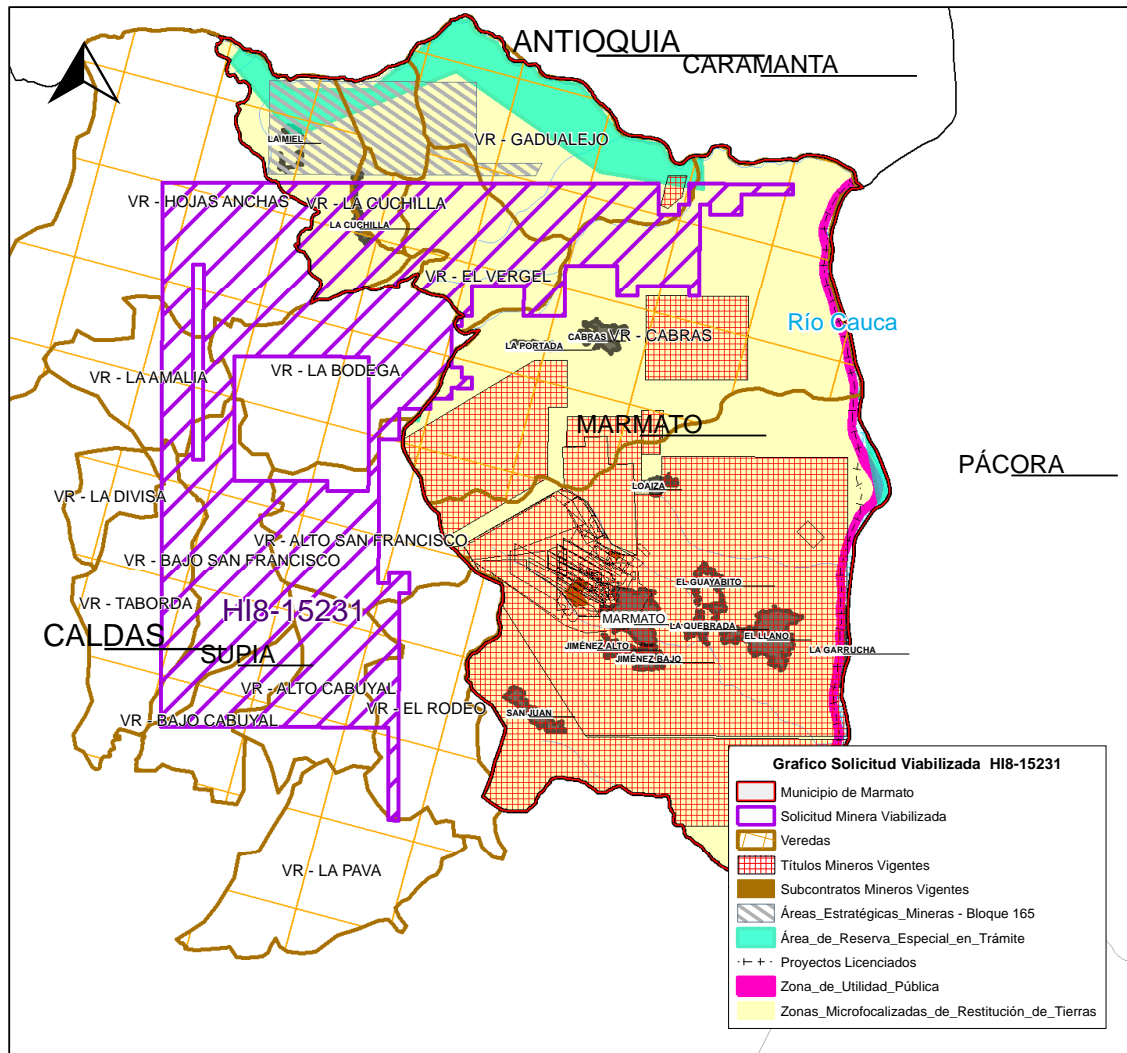 ANTIOQUIA
CARAMANTA
LA MIEL
VR - GADUALEJO
VR - HOJAS ANCHAS
VR - LA CUCHILLA
LA CUCHILLA
VR - EL VERGEL
Río Cauca
CABRAS
VR - CABRAS
LA PORTADA
VR - LA AMALIA
VR - LA BODEGA
MARMATO
PÁCORA
LOAIZA
VR - LA DIVISA
VR - ALTO SAN FRANCISCO
VR - BAJO SAN FRANCISCO
EL GUAYABITO
VR - TABORDA
HI8-15231
MARMATO
LA QUEBRADA
EL LLANO
CALDAS
SUPIA
JIMÉNEZ ALTO
LA GARRUCHA
JIMÉNEZ BAJO
VR - ALTO CABUYAL
VR - EL RODEO
SAN JUAN
VR - BAJO CABUYAL
VR - LA PAVA
Grafico Solicitud Viabilizada HI8-15231
Municipio de Marmato
Solicitud Minera Viabilizada
Veredas
Títulos Mineros Vigentes
Subcontratos Mineros Vigentes
Áreas_Estratégicas_Mineras - Bloque 165
Área_de_Reserva_Especial_en_Trámite
Proyectos Licenciados
Zona_de_Utilidad_Pública
Zonas_Microfocalizadas_de_Restitución_de_Tierras